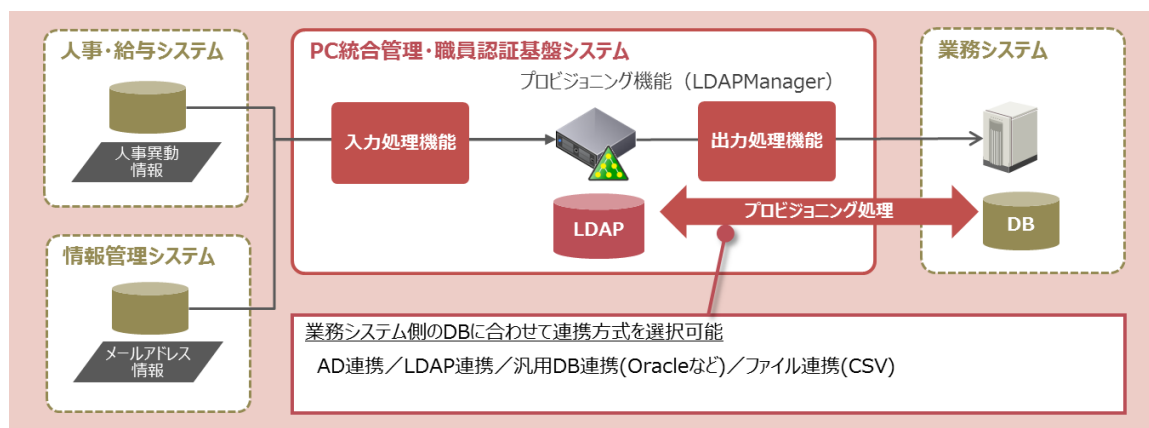 人事・給与システム
人事異動
情報
情報管理システム
メールアドレス
情報
PC統合管理・職員認証基盤システム
プロビジョニング機能（LDAPManager）
入力処理機能
出力処理機能
LDAP
プロビジョニング処理
業務システム
DB
業務システム側のDBに合わせて連携方式を選択可能
AD連携／LDAP連携／汎用DB連携(Oracleなど)／ファイル連携(CSV)